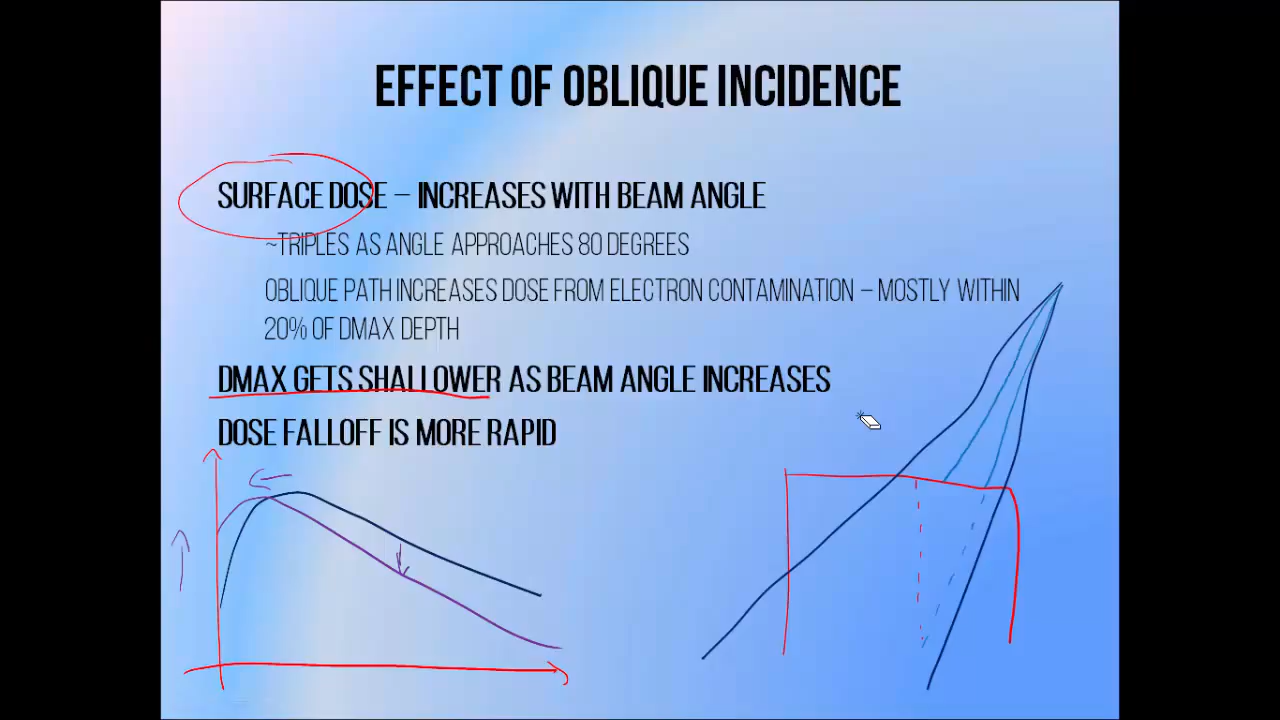 EFFECT OF OBLIQUE INCIDENCE
SURFACE DOSE – INCREASES WITH BEAM ANGLE
~TRIPLES AS ANGLE APPROACHES 80 DEGREES
OBLIQUE PATH INCREASES DOSE FROM ELECTRON CONTAMINATION – MOSTLY WITHIN
20% OF DMAX DEPTH
DMAX GETS SHALLOWER AS BEAM ANGLE INCREASES
DOSE FALLOFF IS MORE RAPID